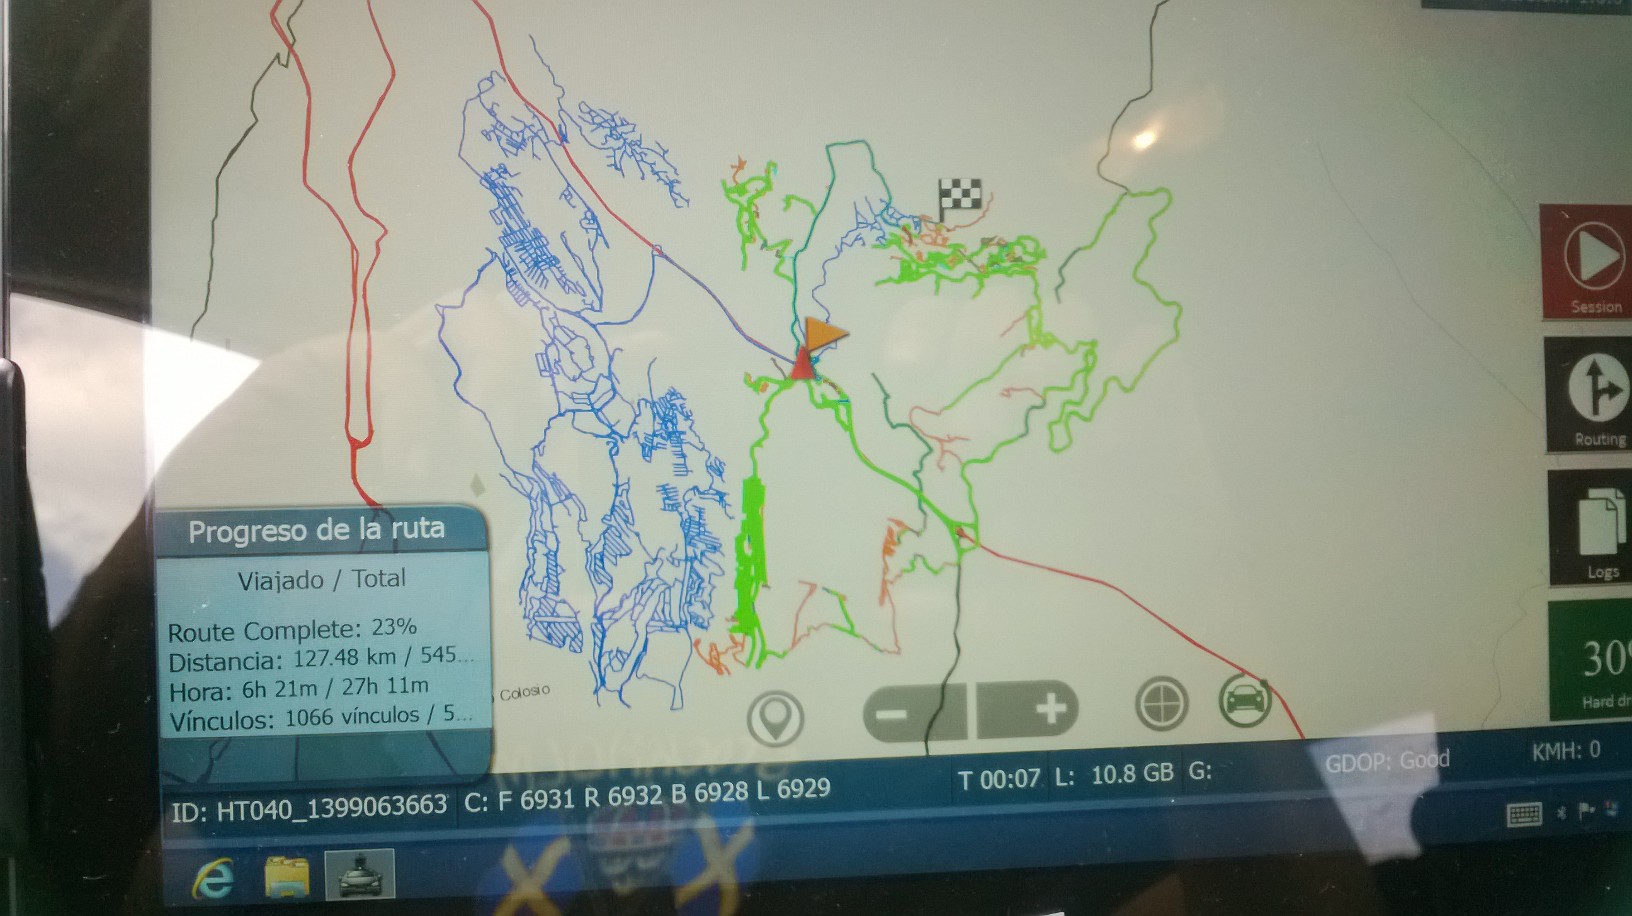 Session
Routing
Logs
30
Hard
Progreso de la ruta
Viajado / Total
Route Complete: 23%
Distancia: 127.48 km / 545...
Hora: 6h 21m / 27h 11m
Vínculos: 1066 vínculos / 5...
Colosio
ID: HT040_1399063663 C: F 6931 R 6932 B 6928 L 6929 T 00:07 L: 10.8 GB G: GDOP: Good KMH: 0